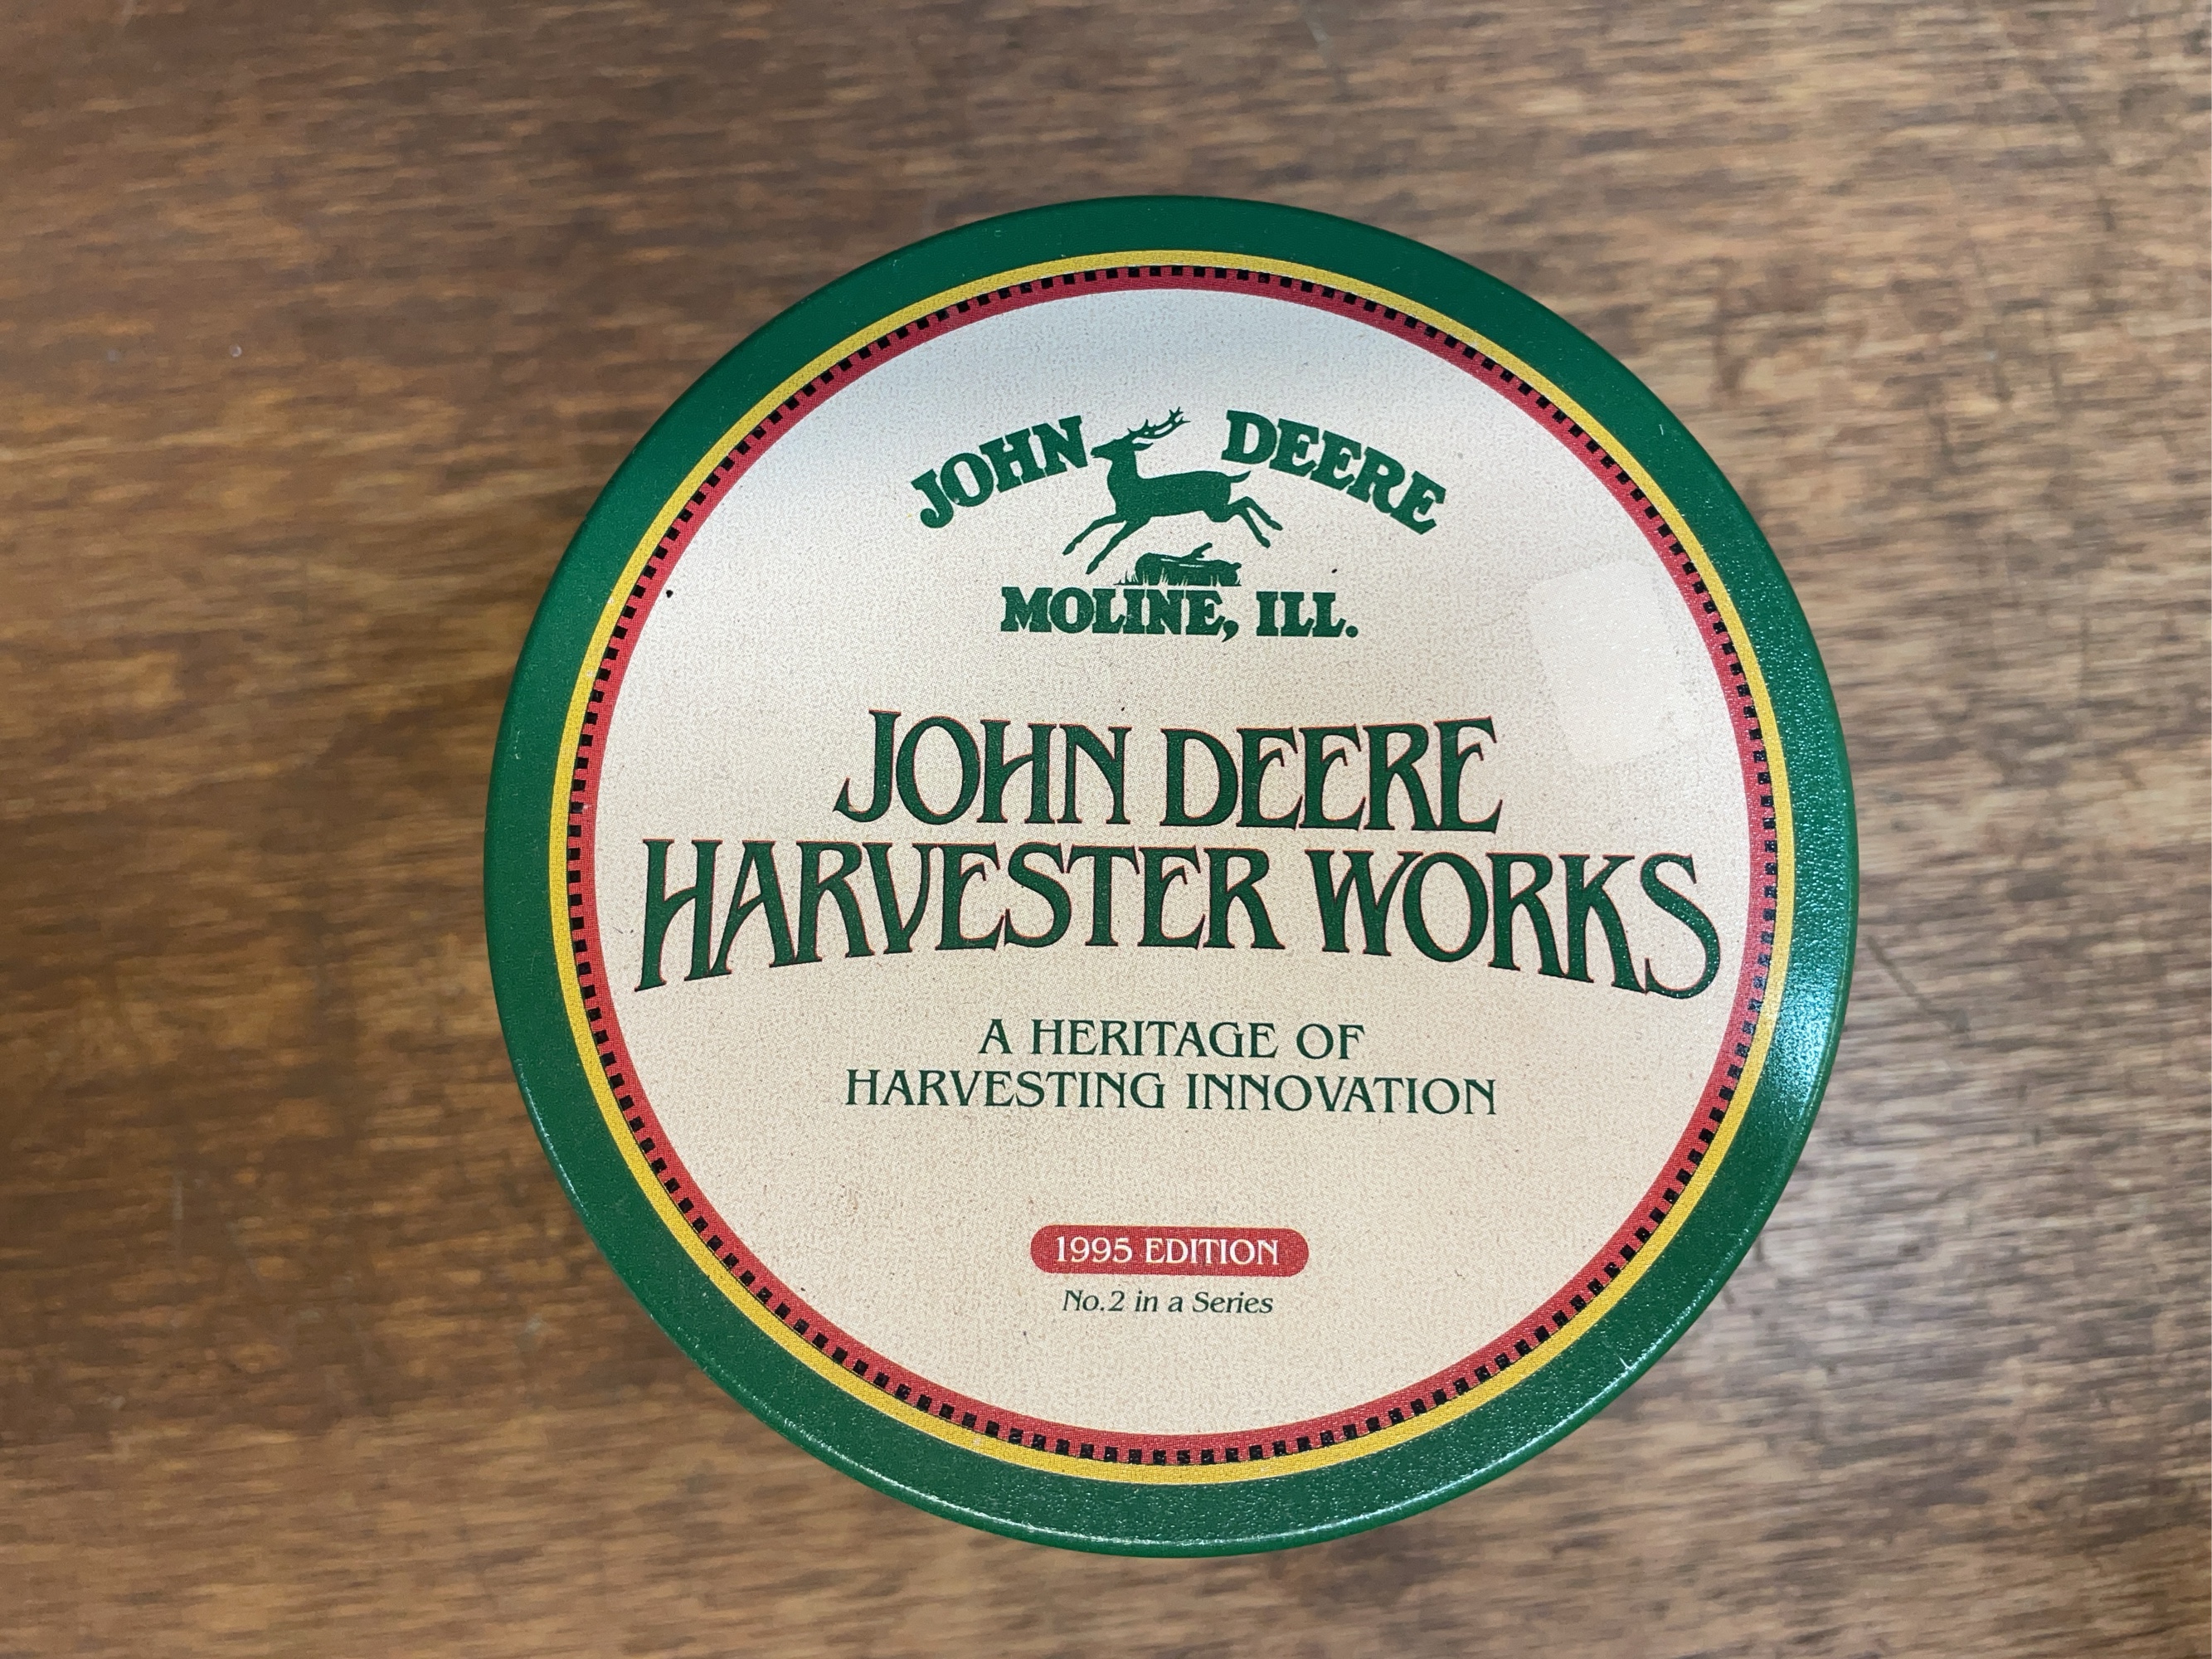 JOHN DEERE
MOLINE, ILL.
JOHN DEERE
HARVESTER WORKS
A HERITAGE OF
HARVESTING INNOVATION
1995 EDITION
No.2 in a Series